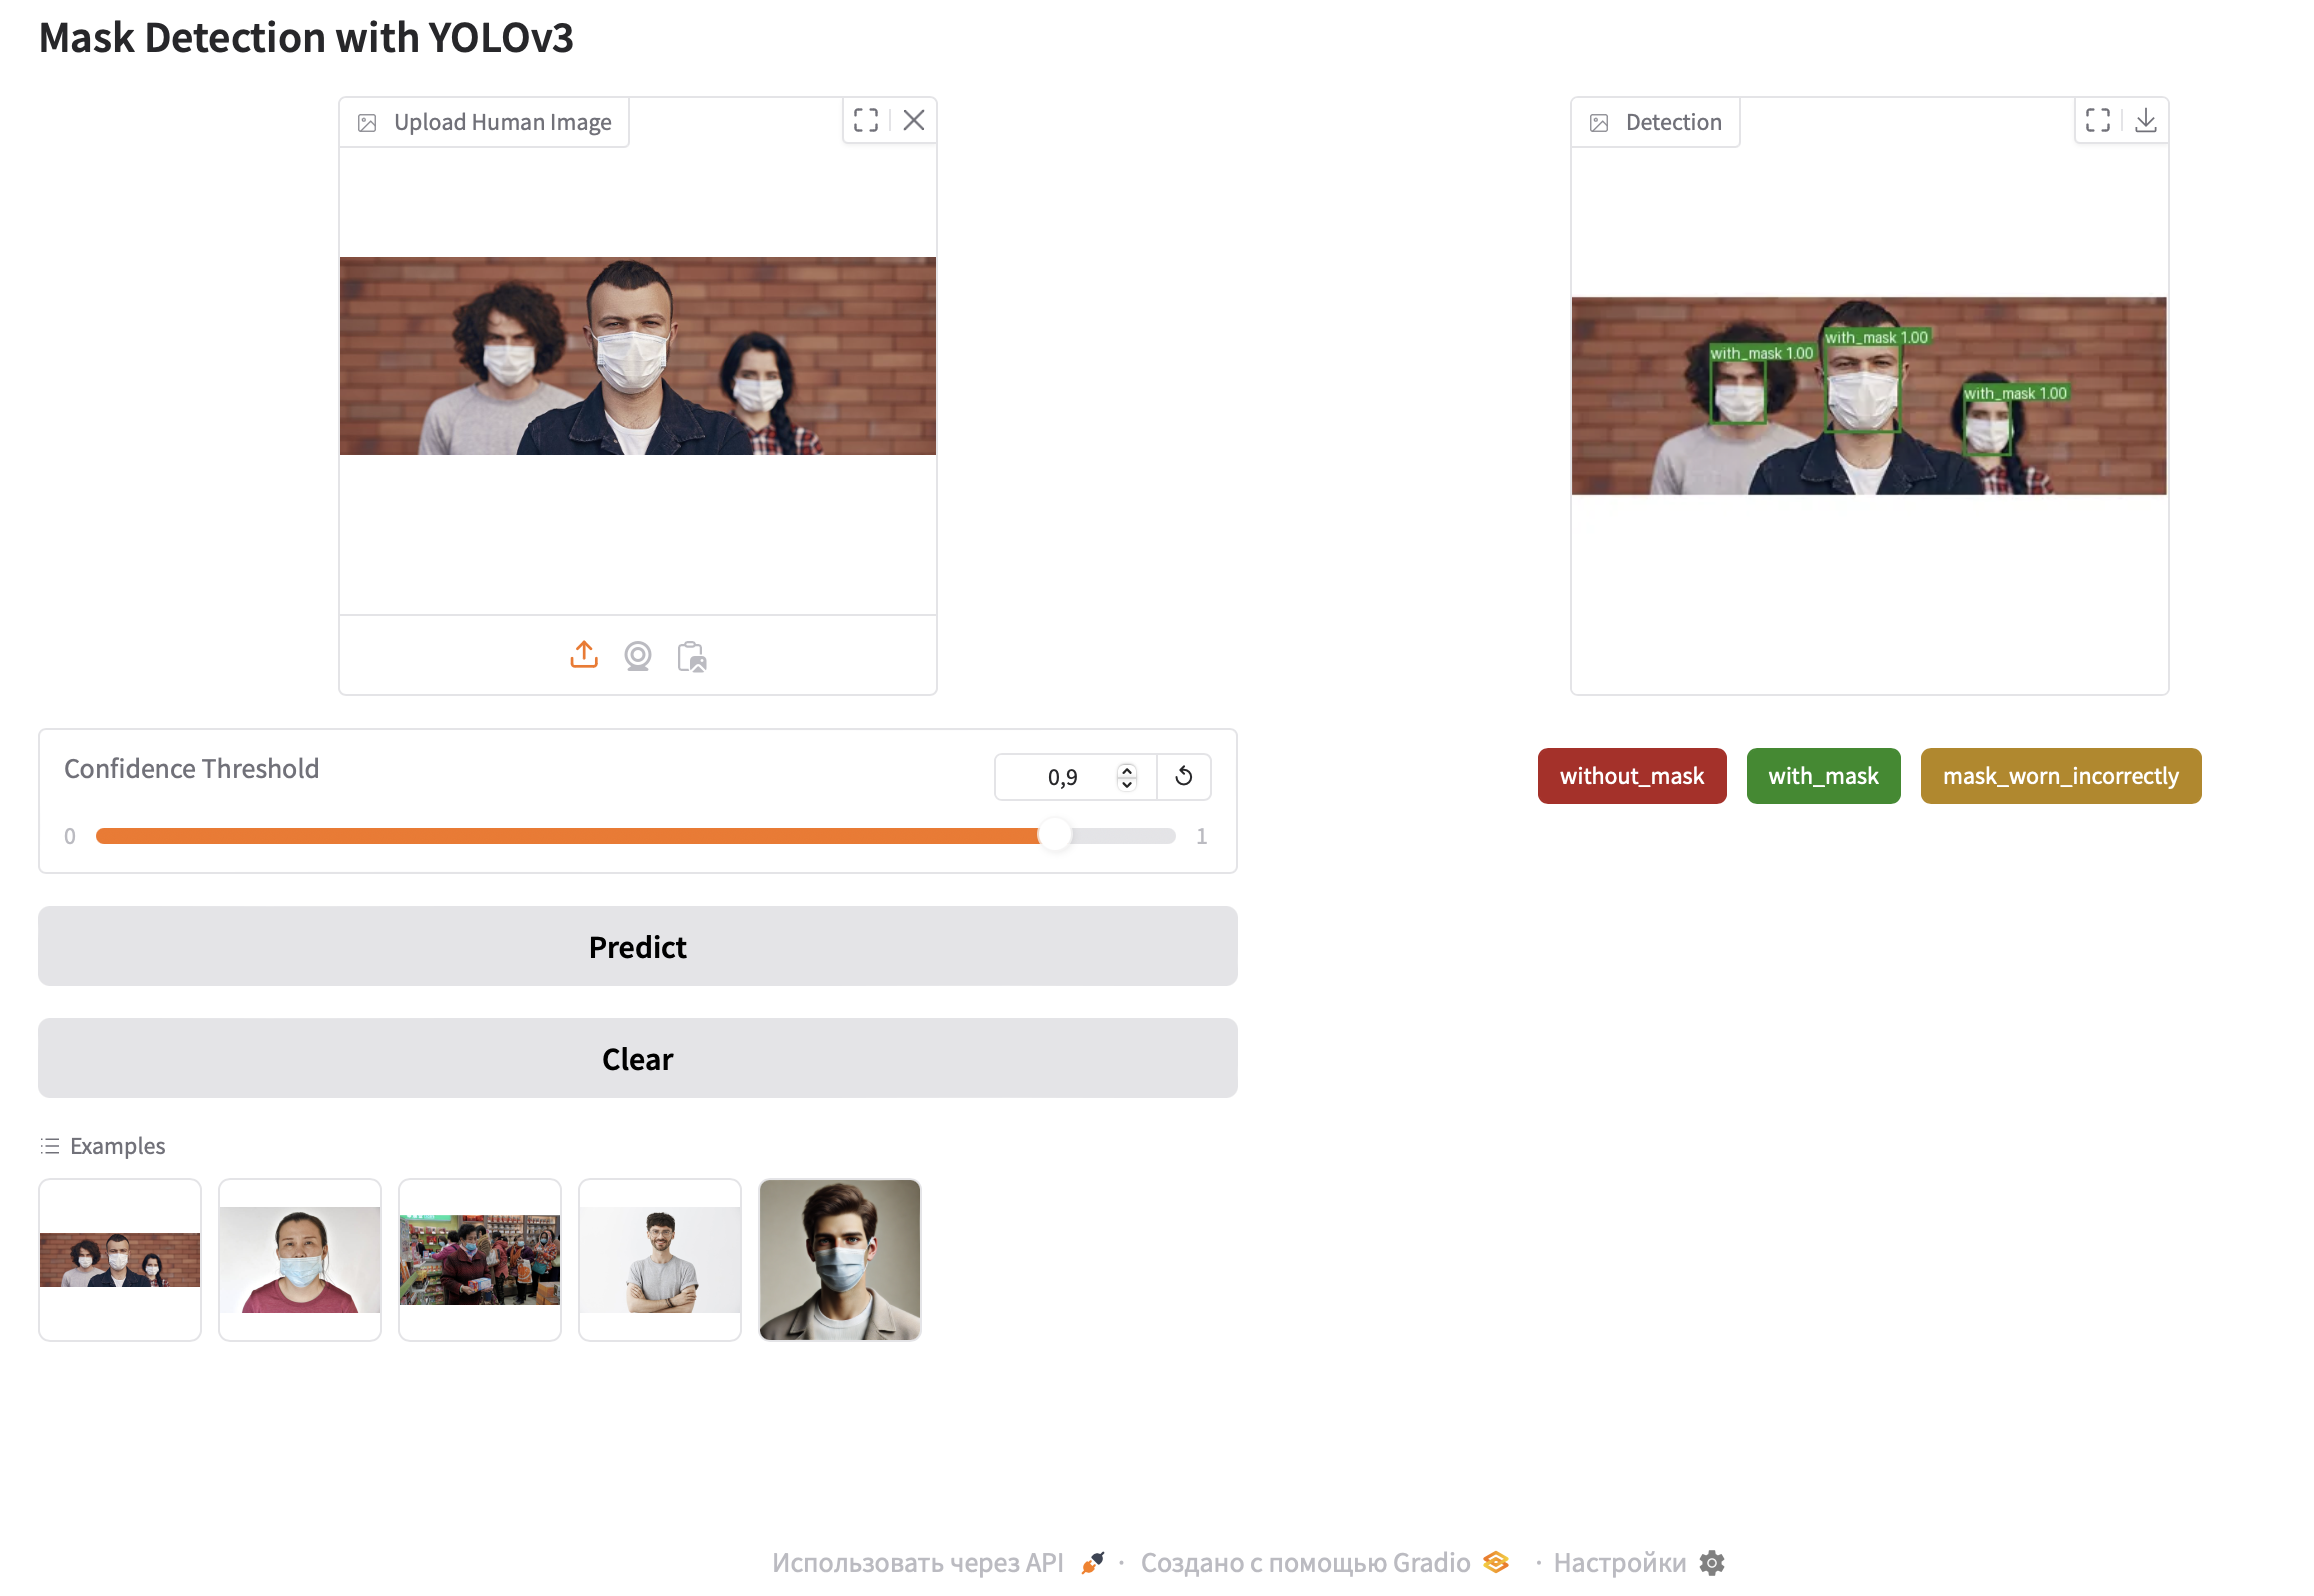 Mask Detection with YOLOv3
Upload Human Image
Detection
with_mask 1.00
with_mask 1.00
with_mask 1.00
Confidence Threshold
0,9
0
1
without_mask
with_mask
mask_worn_incorrectly
Predict
Clear
Examples
Использовать через API · Создано с помощью Gradio · Настройки